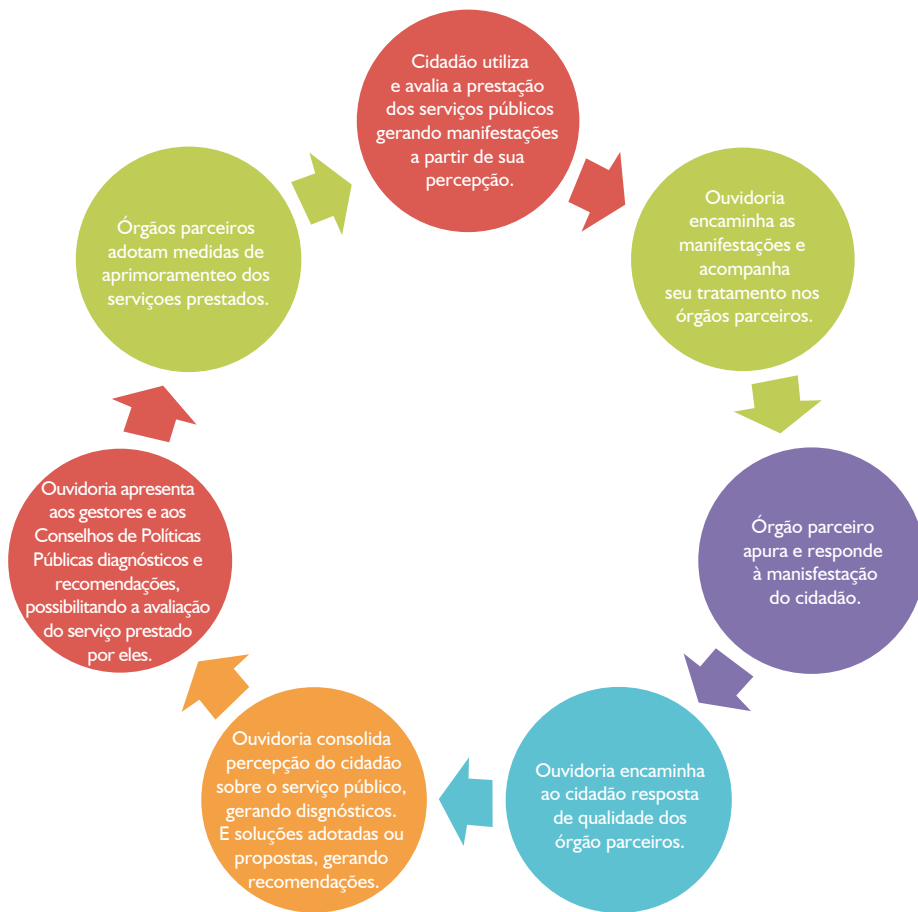 Cidadão utiliza
e avalia a prestação
dos serviços públicos
gerando manifestações
a partir de sua
percepção.
Ouvidoria
encaminha as
manifestações e
acompanha
seu tratamento nos
órgãos parceiros.
Órgão parceiro
apura e responde
à manisfestação
do cidadão.
Ouvidoria encaminha
ao cidadão resposta
de qualidade dos
órgão parceiros.
Ouvidoria consolida
percepção do cidadão
sobre o serviço público,
gerando disgnósticos.
E soluções adotadas ou
propostas, gerando
recomendações.
Ouvidoria apresenta
aos gestores e aos
Conselhos de Políticas
Públicas diagnósticos e
recomendações,
possibilitando a avaliação
do serviço prestado
por eles.
Órgãos parceiros
adotam medidas de
aprimoramenteo dos
serviçoes prestados.